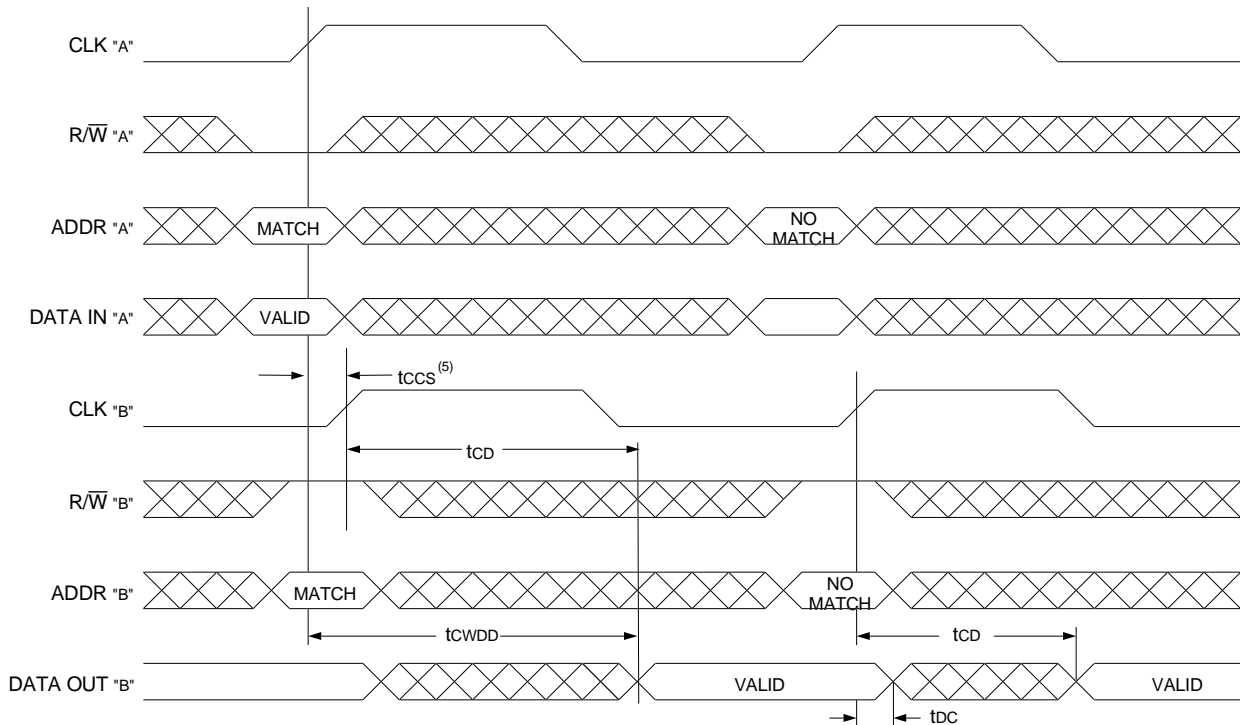 CLK "A"
R/W̅ "A"
ADDR "A"
MATCH
NO
MATCH
DATA IN "A"
VALID
tCCS(5)
CLK "B"
tCD
R/W̅ "B"
ADDR "B"
MATCH
NO
MATCH
tCWDD
tCD
DATA OUT "B"
VALID
VALID
tDC